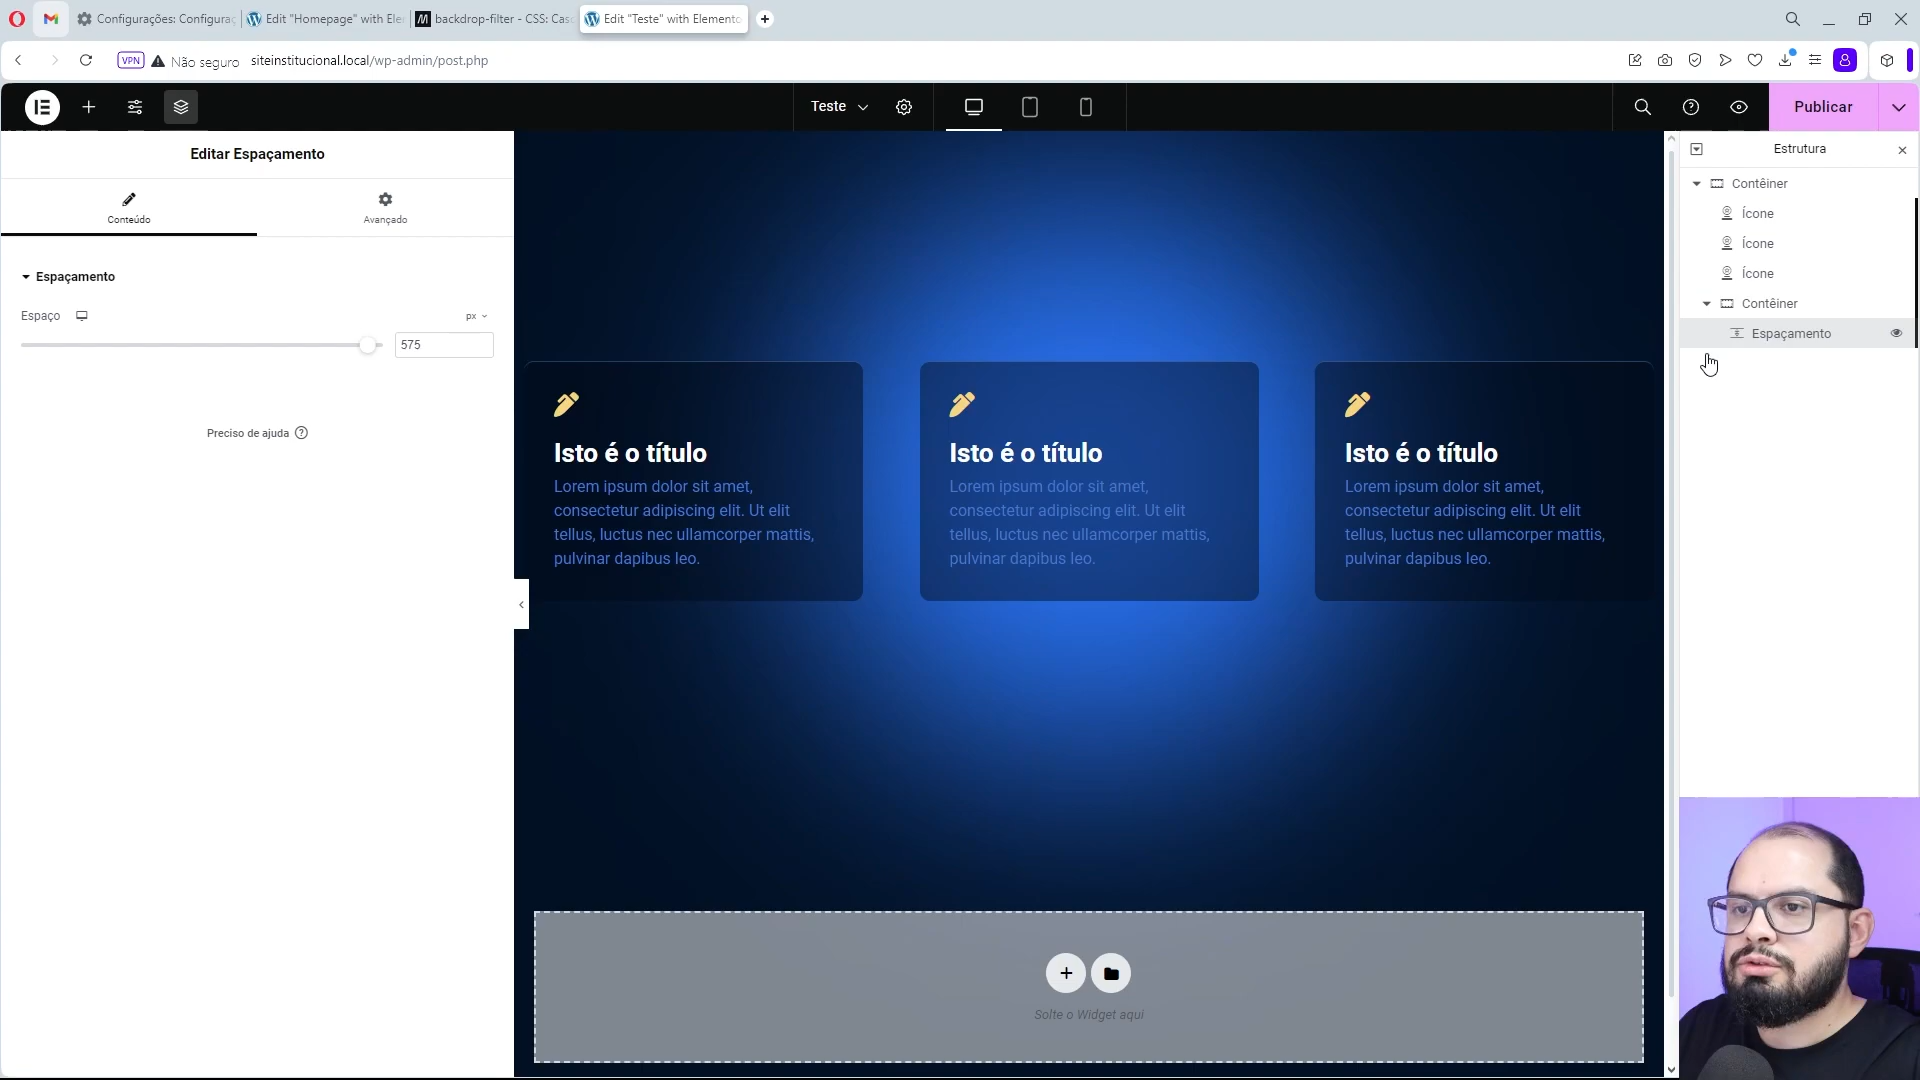 Configurações: Configuraç
Edit "Homepage" with Ele
backdrop-filter - CSS: Casc
Edit "Teste" with Elemento
VPN
Não seguro
siteinstitucional.local/wp-admin/post.php
Teste
Publicar
Editar Espaçamento
Conteúdo
Avançado
Espaçamento
Espaço
px
575
Preciso de ajuda
Isto é o título
Lorem ipsum dolor sit amet,
consectetur adipiscing elit. Ut elit
tellus, luctus nec ullamcorper mattis,
pulvinar dapibus leo.
Isto é o título
Lorem ipsum dolor sit amet,
consectetur adipiscing elit. Ut elit
tellus, luctus nec ullamcorper mattis,
pulvinar dapibus leo.
Isto é o título
Lorem ipsum dolor sit amet,
consectetur adipiscing elit. Ut elit
tellus, luctus nec ullamcorper mattis,
pulvinar dapibus leo.
Solte o Widget aqui
Estrutura
Contêiner
Ícone
Ícone
Ícone
Contêiner
Espaçamento